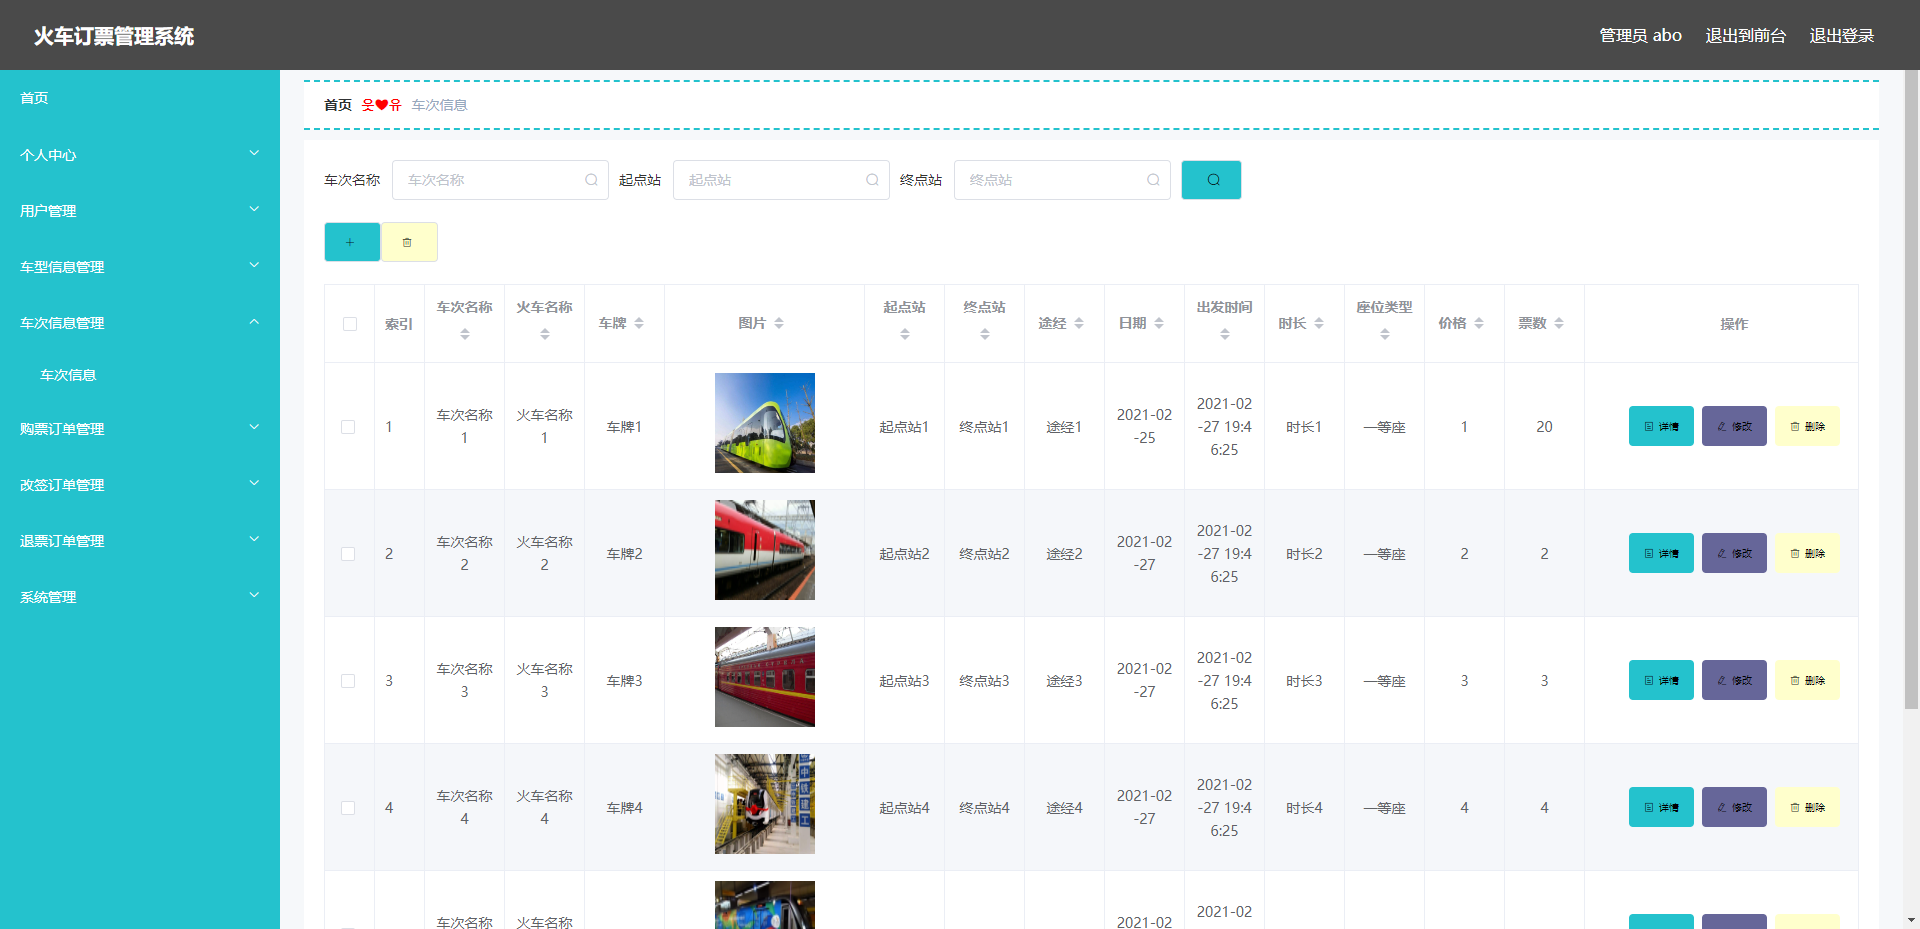 火车订票管理系统
管理员 abo 退出到前台 退出登录
首页
个人中心
用户管理
车型信息管理
车次信息管理
车次信息
购票订单管理
改签订单管理
退票订单管理
系统管理
首页 웃❤유 车次信息
车次名称 车次名称 起点站 起点站 终点站 终点站
索引 车次名称 火车名称 车牌 图片 起点站 终点站 途经 日期 出发时间 时长 座位类型 价格 票数 操作
1 车次名称1 火车名称1 车牌1 起点站1 终点站1 途经1 2021-02-25 2021-02-27 19:46:25 时长1 一等座 1 20 详情 修改 删除
2 车次名称2 火车名称2 车牌2 起点站2 终点站2 途经2 2021-02-27 2021-02-27 19:46:25 时长2 一等座 2 2 详情 修改 删除
3 车次名称3 火车名称3 车牌3 起点站3 终点站3 途经3 2021-02-27 2021-02-27 19:46:25 时长3 一等座 3 3 详情 修改 删除
4 车次名称4 火车名称4 车牌4 中铁建工 起点站4 终点站4 途经4 2021-02-27 2021-02-27 19:46:25 时长4 一等座 4 4 详情 修改 删除
车次名称 火车名称 2021-02 2021-02